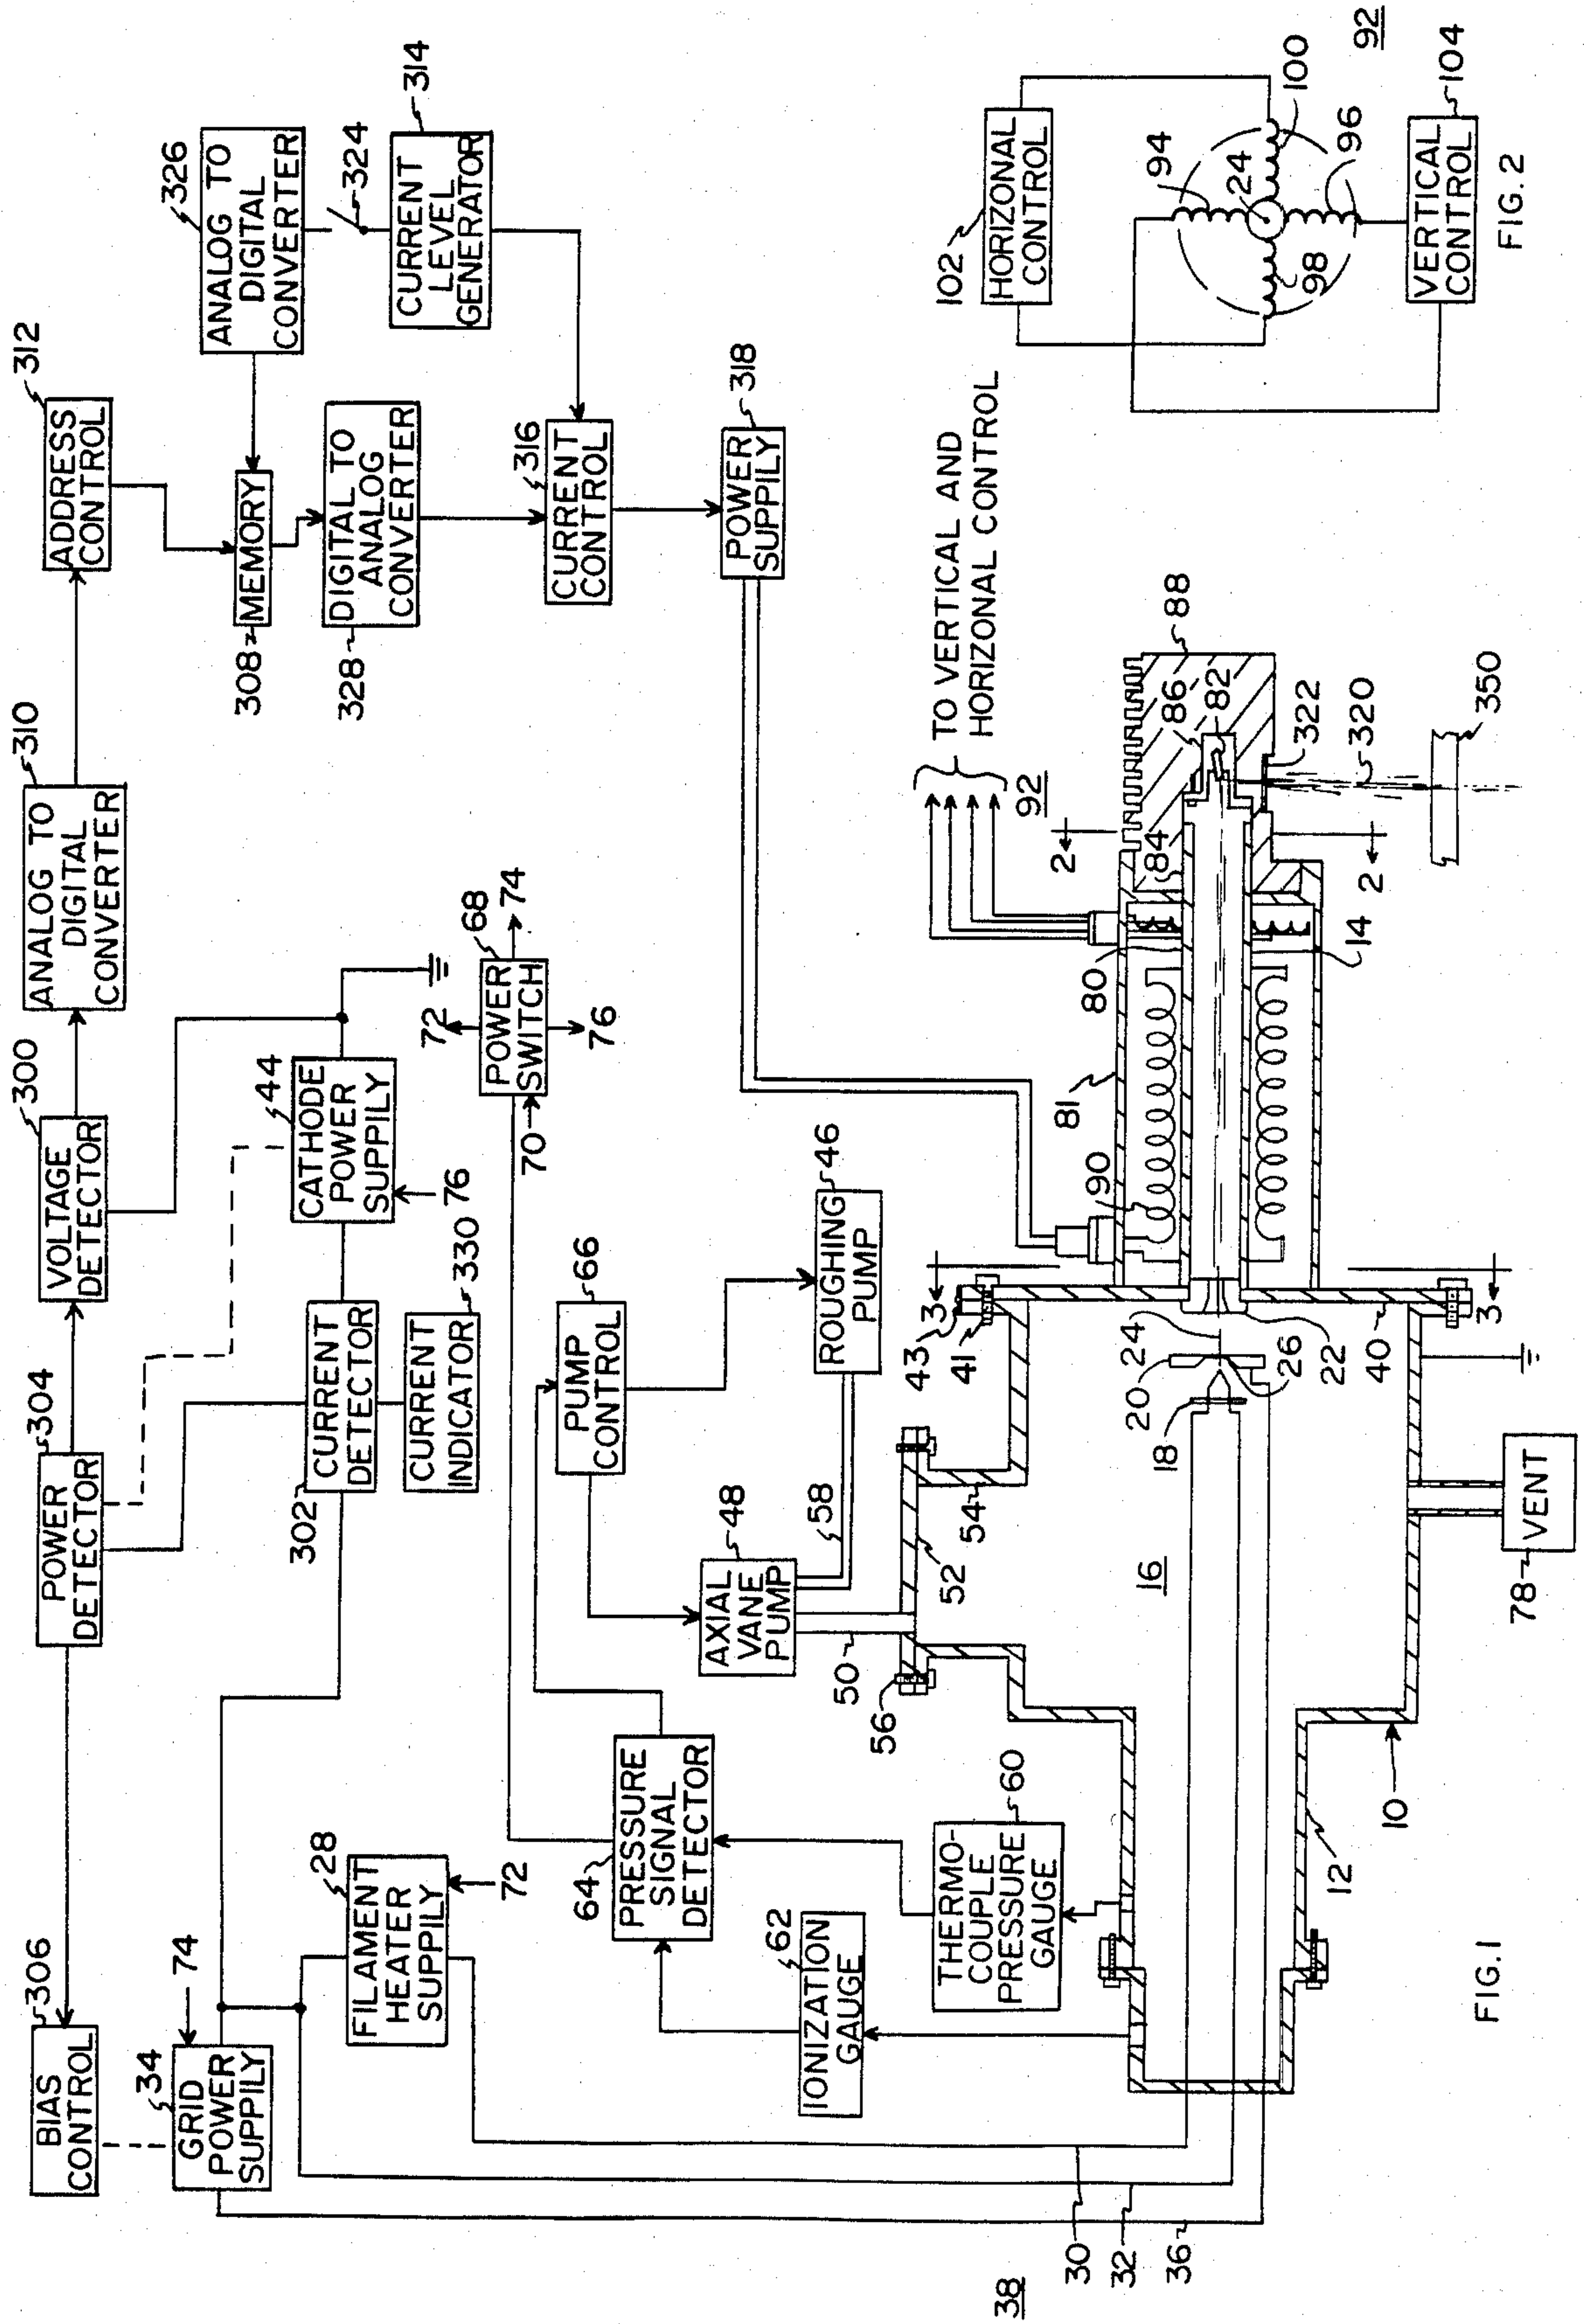 306
BIAS
CONTROL
304
POWER
DETECTOR
300
VOLTAGE
DETECTOR
310
ANALOG TO
DIGITAL
CONVERTER
312
ADDRESS
CONTROL
326
ANALOG TO
DIGITAL
CONVERTER
324
314
CURRENT
LEVEL
GENERATOR
308
MEMORY
328
DIGITAL TO
ANALOG
CONVERTER
316
CURRENT
CONTROL
318
POWER
SUPPILY
34
74
GRID
POWER
SUPPILY
28
FILAMENT
HEATER
SUPPILY
72
302
CURRENT
DETECTOR
CURRENT
INDICATOR
330
44
CATHODE
POWER
SUPPILY
76
68
POWER
SWITCH
70
72
74
76
64
PRESSURE
SIGNAL
DETECTOR
66
PUMP
CONTROL
46
ROUGHING
PUMP
48
AXIAL
VANE
PUMP
58
50
56
52
54
62
IONIZATION
GAUGE
60
THERMO-
COUPLE
PRESSURE
GAUGE
43
41
3
3
16
18
20
24
26
22
40
78
VENT
10
12
90
81
80
14
84
2
2
92
TO VERTICAL AND
HORIZONAL CONTROL
88
86
82
322
320
350
30
32
36
38
FIG.1
102
HORIZONAL
CONTROL
94
24
100
98
96
VERTICAL
CONTROL
104
92
FIG. 2